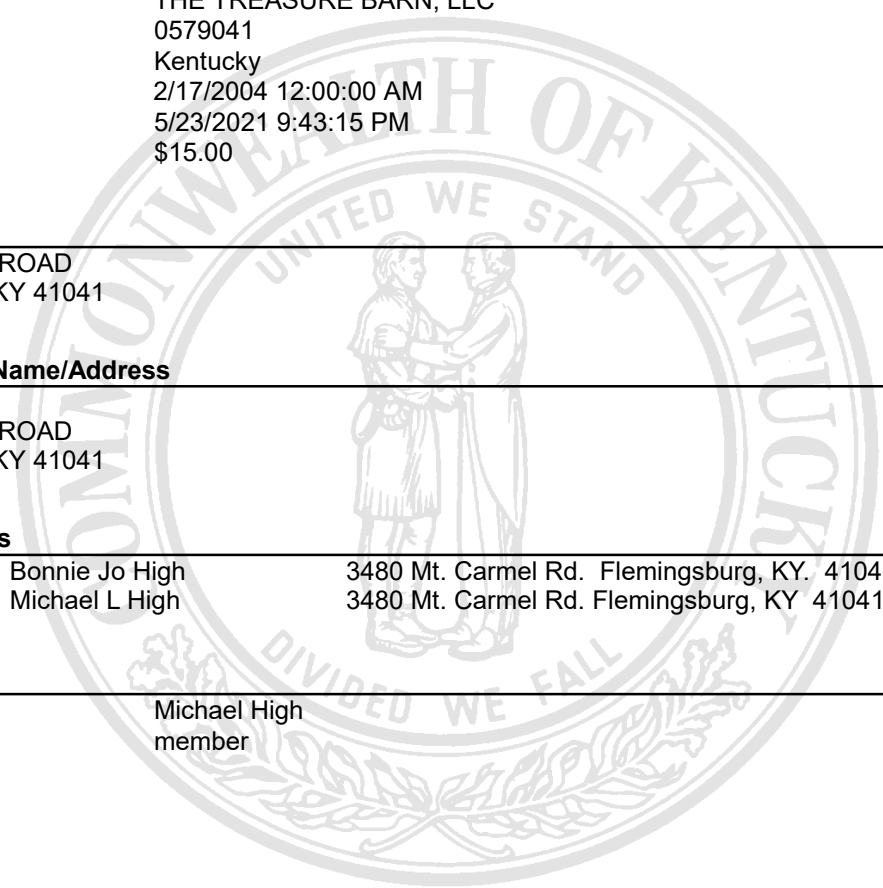 THE TREASURE BARN, LLC
0579041
Kentucky
2/17/2004 12:00:00 AM
5/23/2021 9:43:15 PM
$15.00
COMMONWEALTH OF KENTUCKY
UNITED WE STAND
ROAD
KY 41041
Name/Address
ROAD
KY 41041
s
Bonnie Jo High 3480 Mt. Carmel Rd. Flemingsburg, KY. 4104
Michael L High 3480 Mt. Carmel Rd. Flemingsburg, KY 41041
DIVIDED WE FALL
Michael High
member